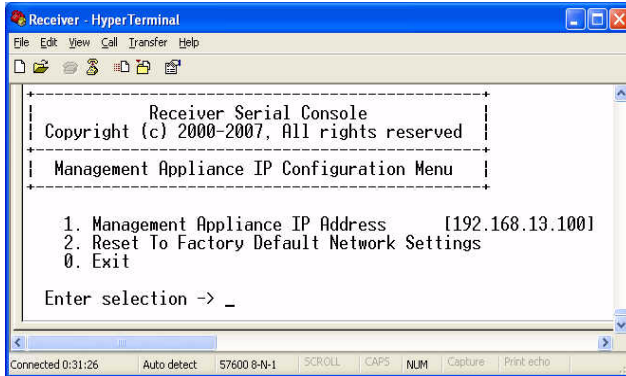 Receiver - HyperTerminal
File Edit View Call Transfer Help
Receiver Serial Console
Copyright (c) 2000-2007, All rights reserved
Management Appliance IP Configuration Menu
1. Management Appliance IP Address [192.168.13.100]
2. Reset To Factory Default Network Settings
0. Exit
Enter selection -> _
Connected 0:31:26 Auto detect 57600 8-N-1 SCROLL CAPS NUM Capture Print echo